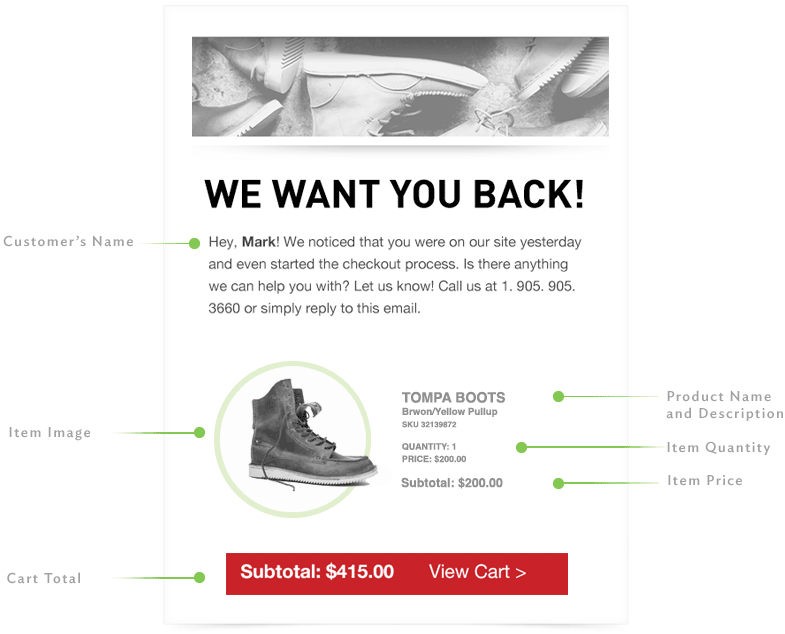 WE WANT YOU BACK!
Customer's Name
Hey, Mark! We noticed that you were on our site yesterday
and even started the checkout process. Is there anything
we can help you with? Let us know! Call us at 1. 905. 905.
3660 or simply reply to this email.
Item Image
TOMPA BOOTS
Brwon/Yellow Pullup
SKU 32139872
QUANTITY: 1
PRICE: $200.00
Subtotal: $200.00
Product Name
and Description
Item Quantity
Item Price
Cart Total
Subtotal: $415.00 View Cart >